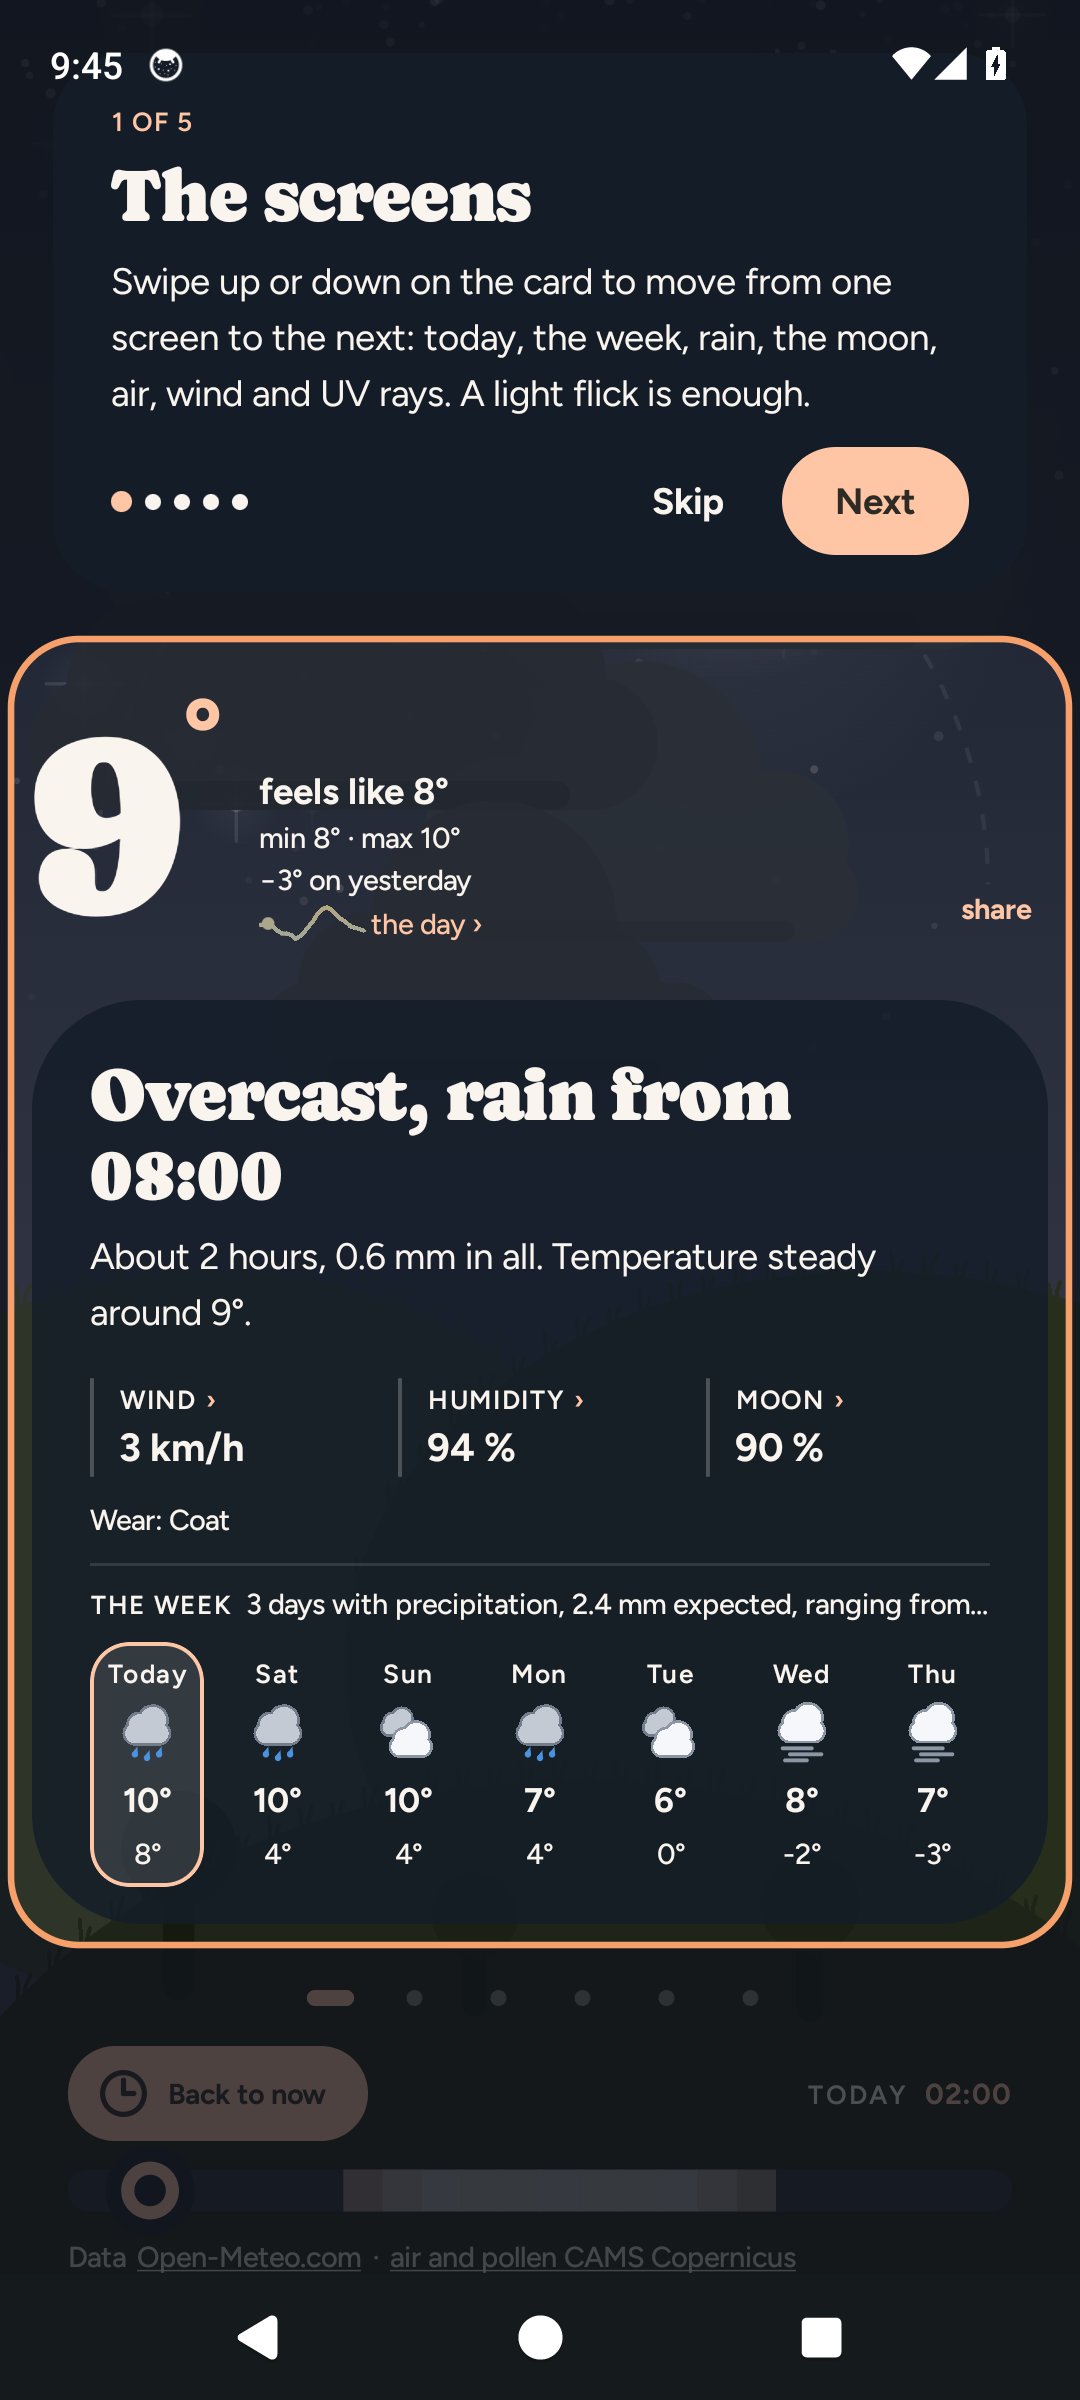 9:45
1 OF 5
The screens
Swipe up or down on the card to move from one
screen to the next: today, the week, rain, the moon,
air, wind and UV rays. A light flick is enough.
Skip
Next
9°
feels like 8°
min 8° · max 10°
−3° on yesterday
the day ›
share
Overcast, rain from
08:00
About 2 hours, 0.6 mm in all. Temperature steady
around 9°.
WIND › HUMIDITY › MOON ›
3 km/h 94 % 90 %
Wear: Coat
THE WEEK 3 days with precipitation, 2.4 mm expected, ranging from…
Today Sat Sun Mon Tue Wed Thu
10° 10° 10° 7° 6° 8° 7°
8° 4° 4° 4° 0° -2° -3°
Back to now
TODAY 02:00
Data Open-Meteo.com · air and pollen CAMS Copernicus